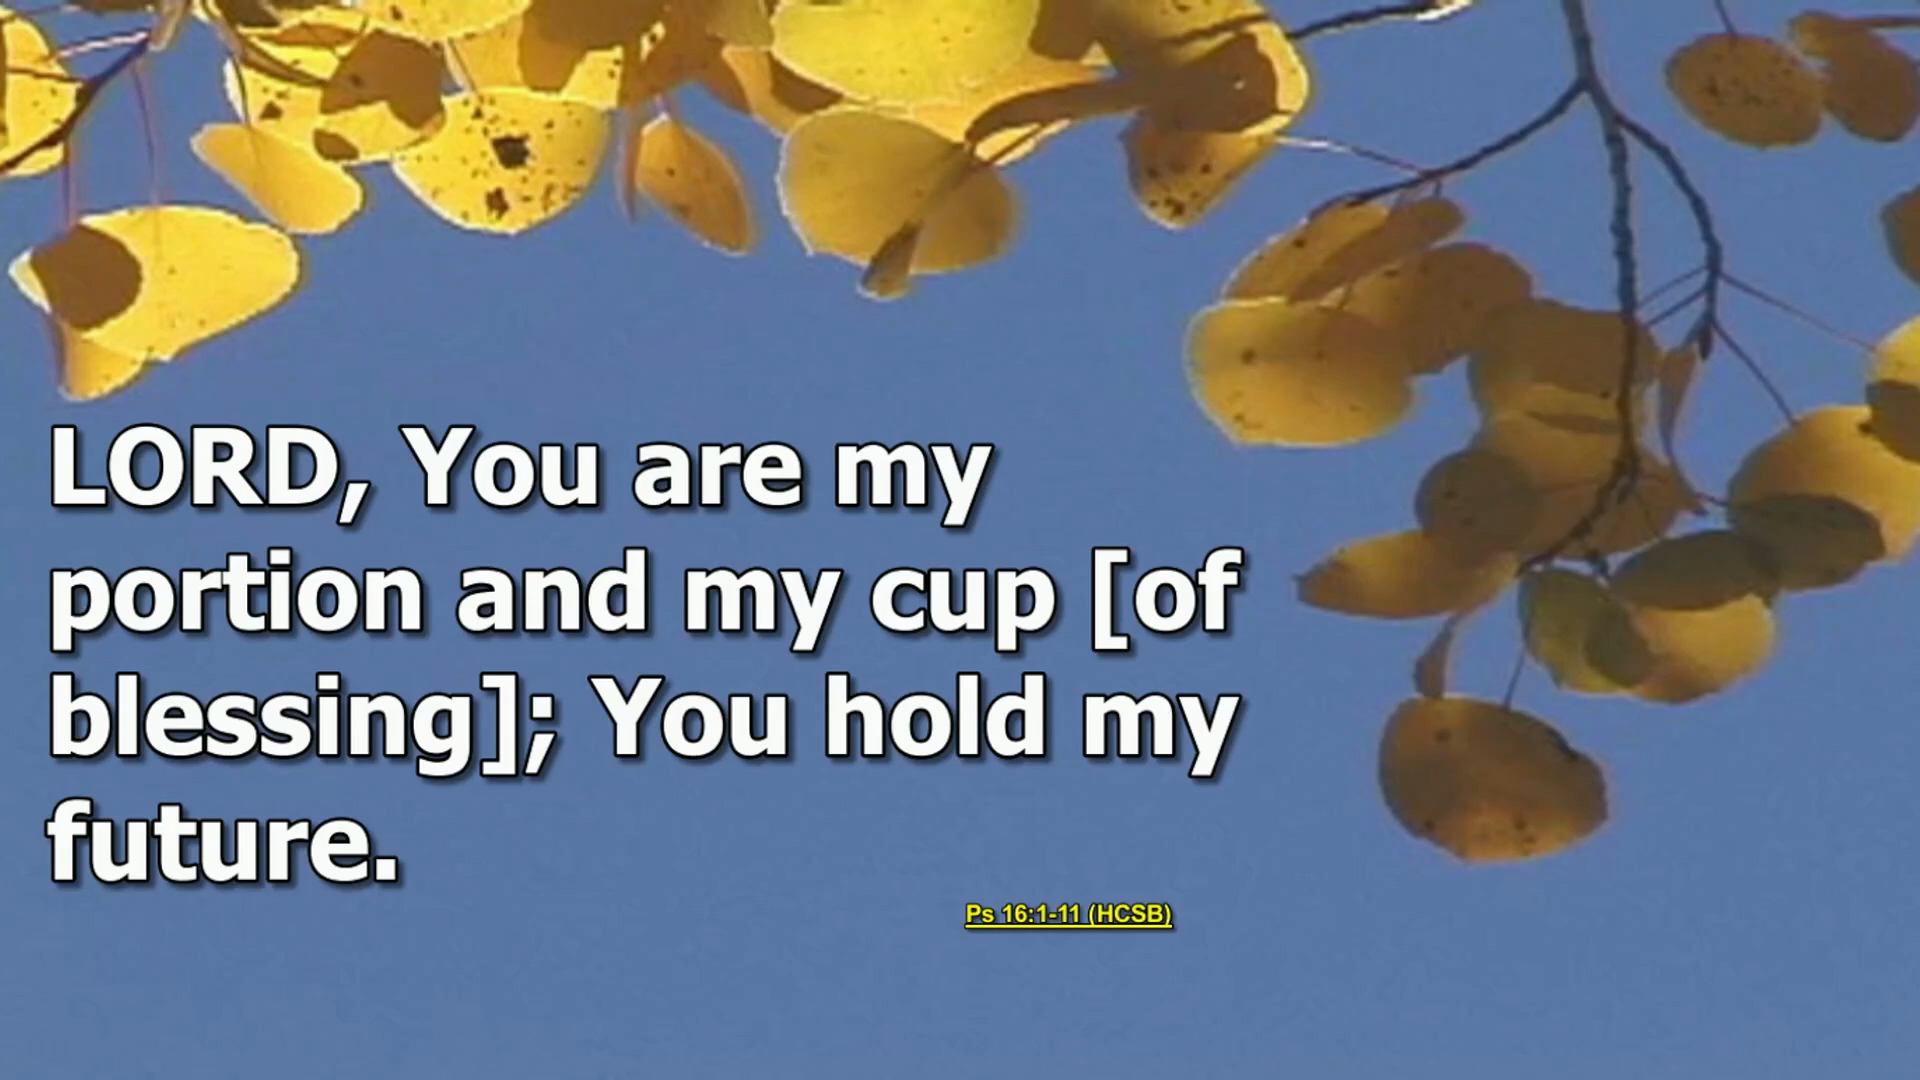 LORD, You are my
portion and my cup [of
blessing]; You hold my
future.
Ps 16:1-11 (HCSB)